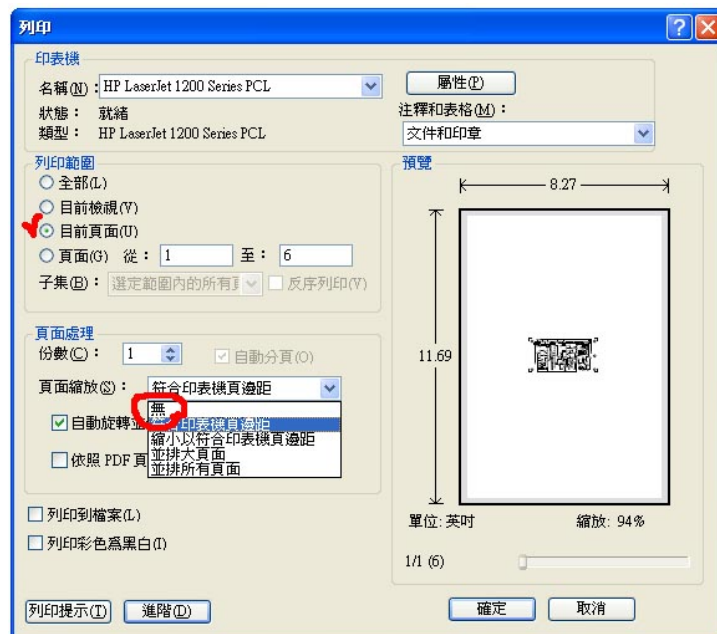 列印
印表機
名稱(N)：HP LaserJet 1200 Series PCL
屬性(P)
狀態： 就緒
注釋和表格(M)：
類型： HP LaserJet 1200 Series PCL
文件和印章
列印範圍
全部(L)
目前檢視(V)
目前頁面(U)
頁面(G) 從： 1 至： 6
子集(B)： 選定範圍內的所有 反序列印(V)
頁面處理
份數(C)： 1 自動分頁(O)
頁面縮放(S)： 符合印表機頁邊距
無
自動旋轉並
符合印表機頁邊距
縮小以符合印表機頁邊距
依照 PDF 頁
並排大頁面
並排所有頁面
列印到檔案(L)
列印彩色為黑白(I)
預覽
8.27
11.69
單位: 英吋 縮放: 94%
1/1 (6)
列印提示(T) 進階(D) 確定 取消